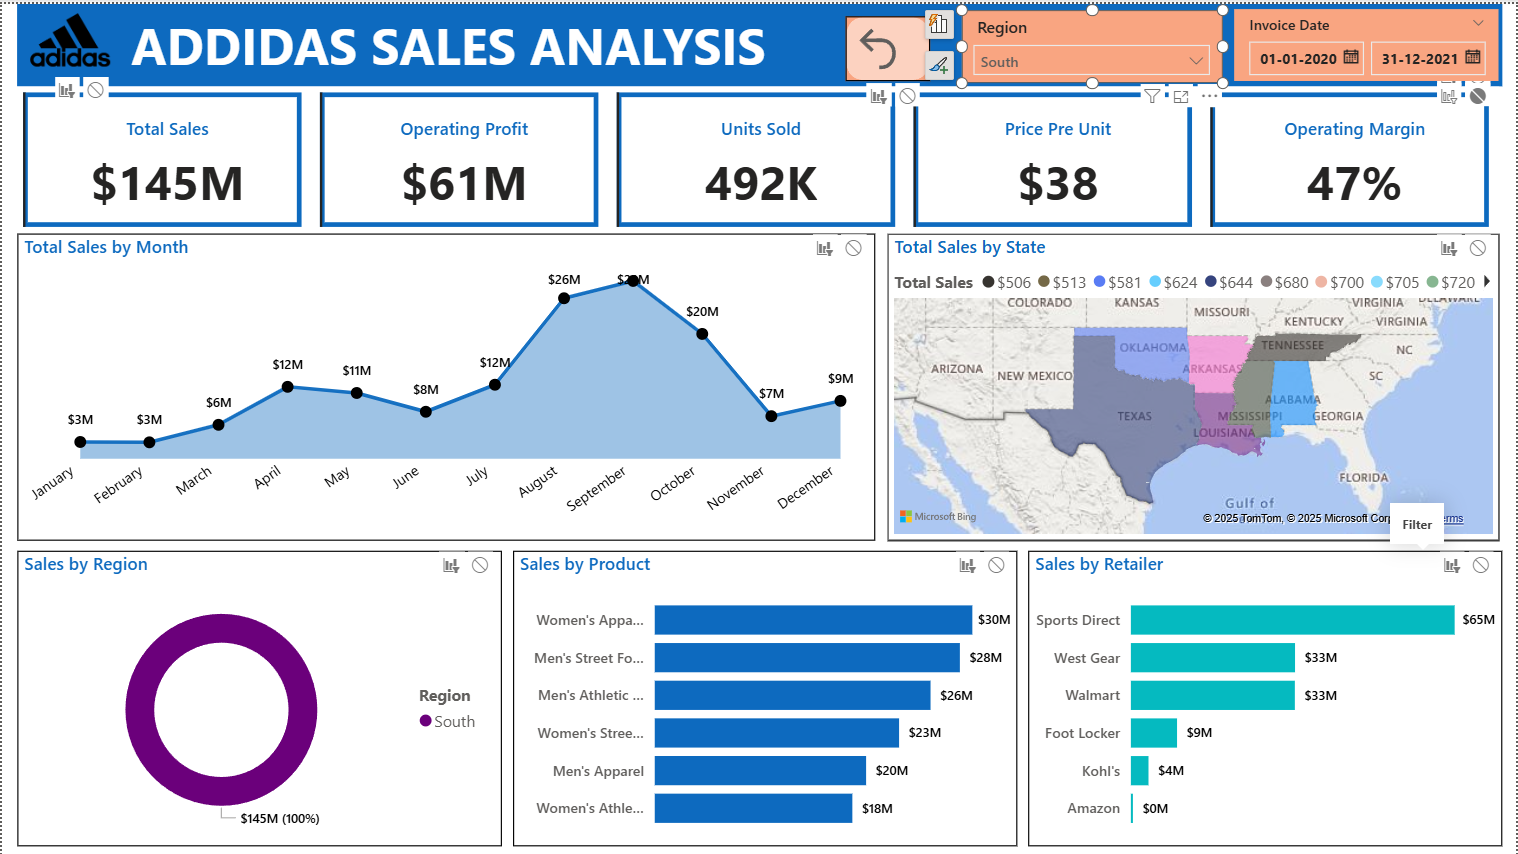 adidas
ADDIDAS SALES ANALYSIS
Region
South
Invoice Date
01-01-2020
31-12-2021
Total Sales
$145M
Operating Profit
$61M
Units Sold
492K
Price Pre Unit
$38
Operating Margin
47%
Total Sales by Month
$3M
$3M
$6M
$12M
$11M
$8M
$12M
$26M
$20M
$7M
$9M
January
February
March
April
May
June
July
August
September
October
November
December
Total Sales by State
Total Sales $506 $513 $581 $624 $644 $680 $700 $705 $720
COLORADO
KANSAS
MISSOURI
VIRGINIA
DELAWARE
KENTUCKY
VIRGINIA
OKLAHOMA
TENNESSEE
NC
ARIZONA
NEW MEXICO
ARKANSAS
SC
TEXAS
ALABAMA
MISSISSIPPI
GEORGIA
LOUISIANA
FLORIDA
Gulf of
Microsoft Bing
© 2025 TomTom, © 2025 Microsoft
Filter
Sales by Region
Region
South
$145M (100%)
Sales by Product
Women's Appa... $30M
Men's Street Fo... $28M
Men's Athletic ... $26M
Women's Stree... $23M
Men's Apparel $20M
Women's Athle... $18M
Sales by Retailer
Sports Direct $65M
West Gear $33M
Walmart $33M
Foot Locker $9M
Kohl's $4M
Amazon $0M